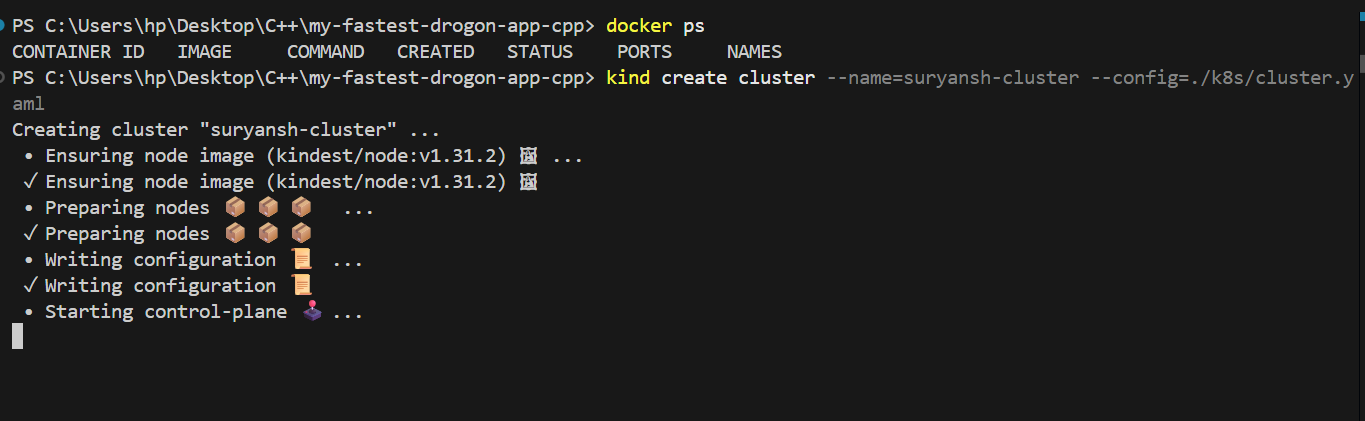 PS C:\Users\hp\Desktop\C++\my-fastest-drogon-app-cpp> docker ps
CONTAINER ID   IMAGE     COMMAND   CREATED   STATUS    PORTS     NAMES
PS C:\Users\hp\Desktop\C++\my-fastest-drogon-app-cpp> kind create cluster --name=suryansh-cluster --config=./k8s/cluster.y
aml
Creating cluster "suryansh-cluster" ...
 • Ensuring node image (kindest/node:v1.31.2) 🖼 ...
 ✓ Ensuring node image (kindest/node:v1.31.2) 🖼
 • Preparing nodes 📦 📦 📦  ...
 ✓ Preparing nodes 📦 📦 📦
 • Writing configuration 📜 ...
 ✓ Writing configuration 📜
 • Starting control-plane 🕹️ ...